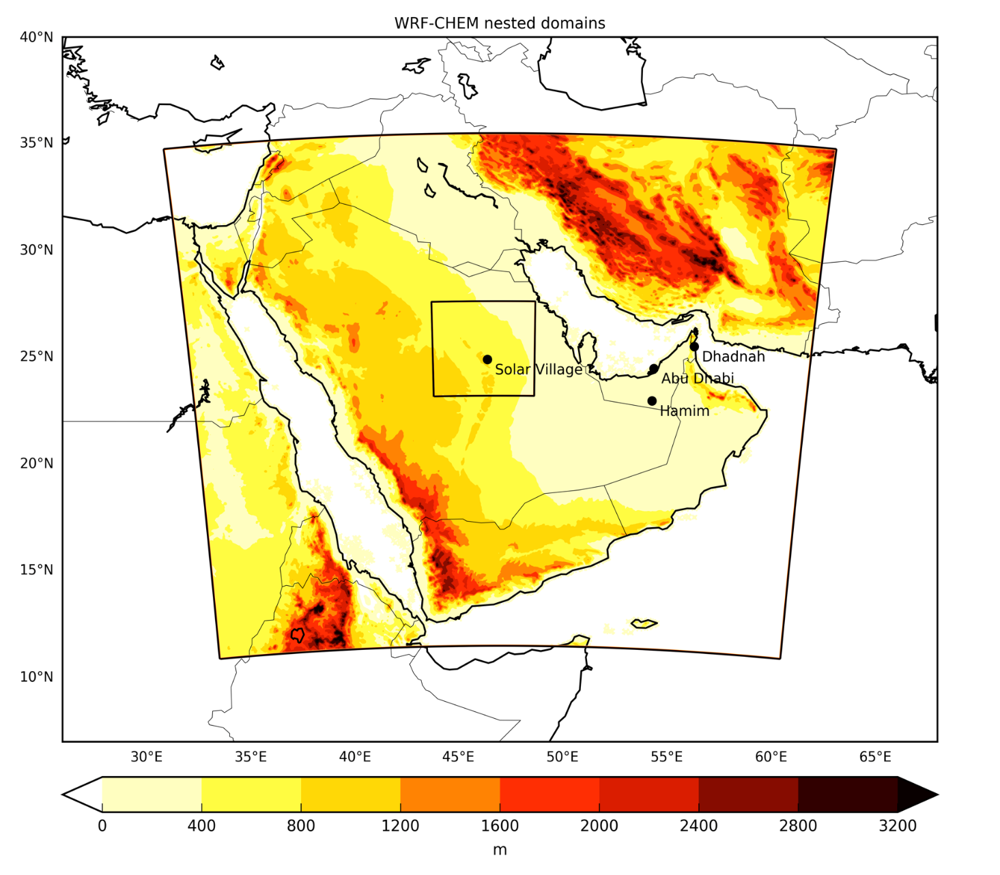 WRF-CHEM nested domains
40°N
35°N
30°N
25°N
20°N
15°N
10°N
Dhadnah
Solar Village
Abu Dhabi
Hamim
30°E 35°E 40°E 45°E 50°E 55°E 60°E 65°E
0 400 800 1200 1600 2000 2400 2800 3200
m